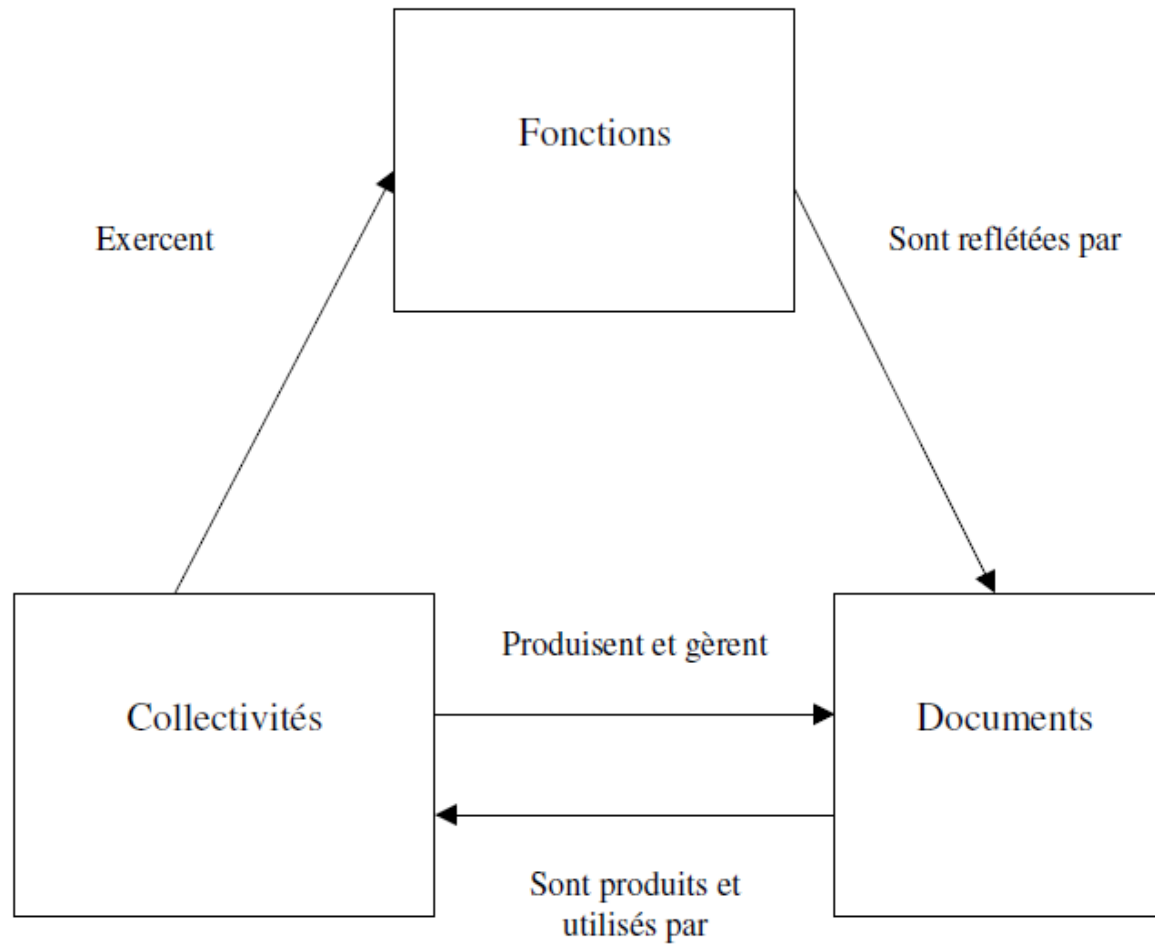 Fonctions
Exercent
Sont reflétées par
Produisent et gèrent
Collectivités
Documents
Sont produits et
utilisés par